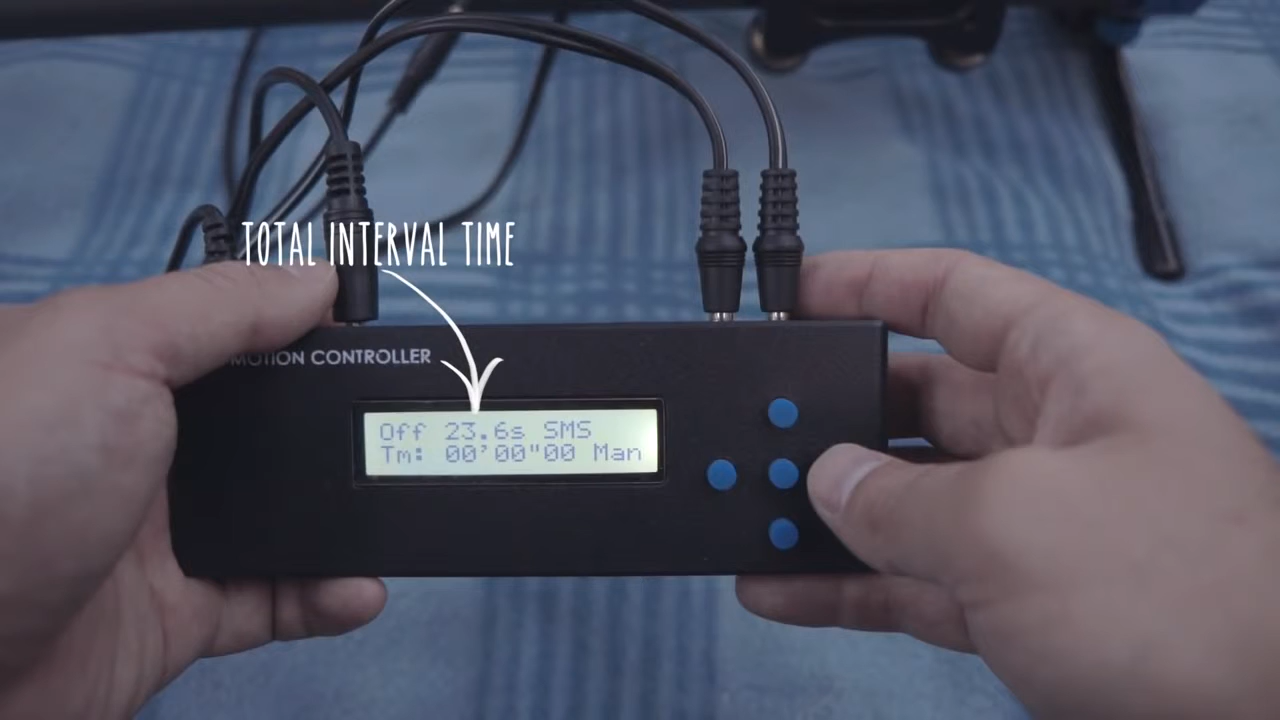 TOTAL INTERVAL TIME
MOTION CONTROLLER
Off 23.6s SMS
Tm: 00'00"00 Man